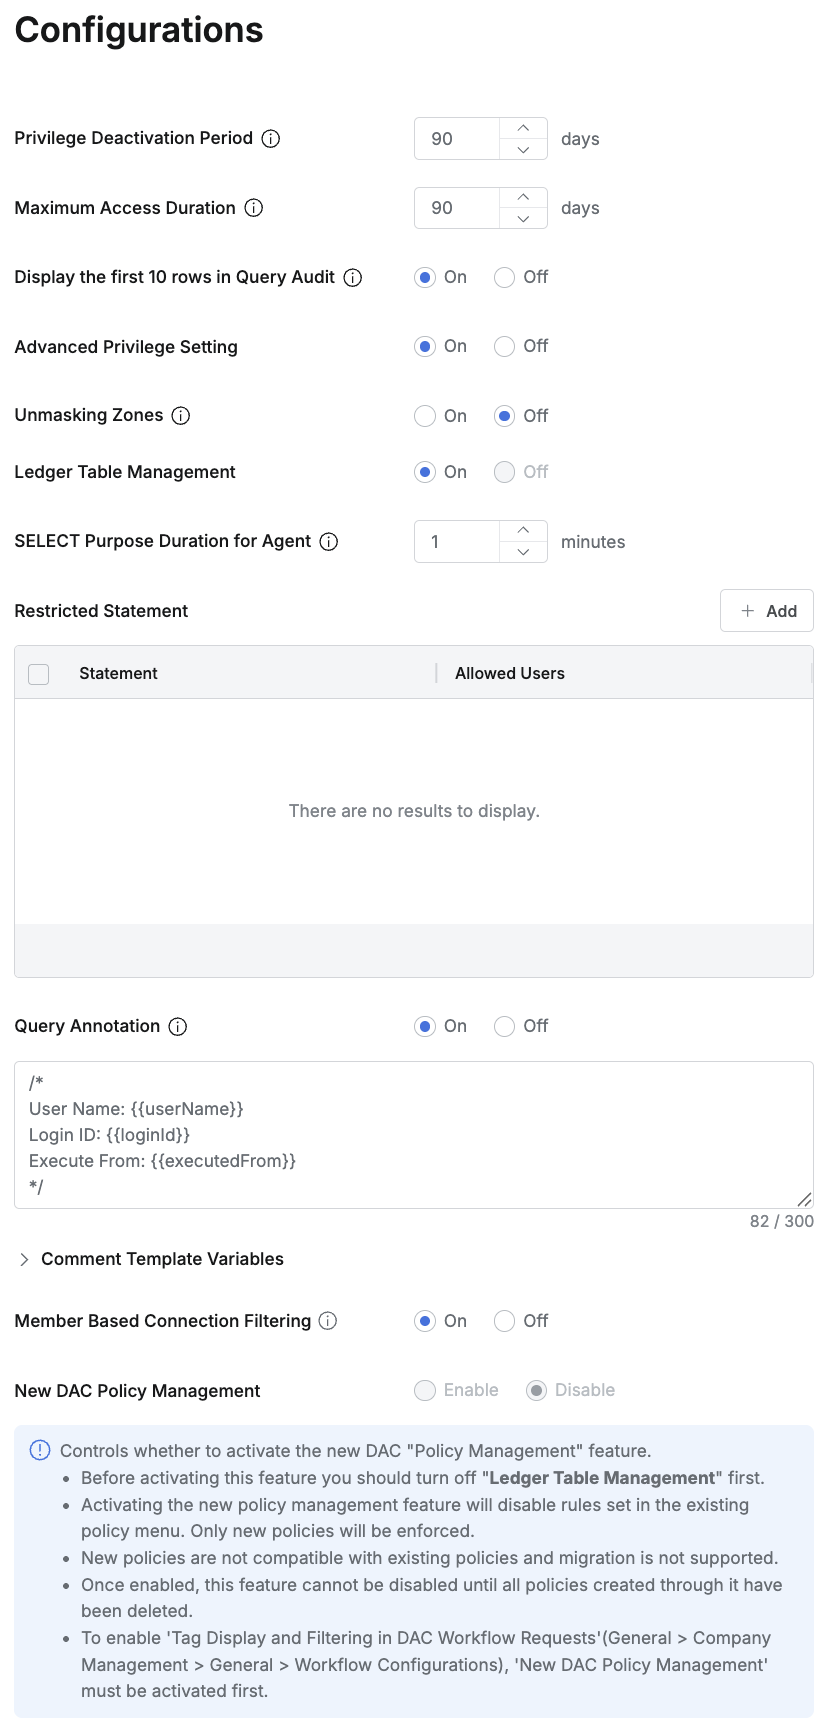 Configurations
Privilege Deactivation Period 90 days
Maximum Access Duration 90 days
Display the first 10 rows in Query Audit On Off
Advanced Privilege Setting On Off
Unmasking Zones On Off
Ledger Table Management On Off
SELECT Purpose Duration for Agent 1 minutes
Restricted Statement + Add
Statement Allowed Users
There are no results to display.
Query Annotation On Off
/*
User Name: {{userName}}
Login ID: {{loginId}}
Execute From: {{executedFrom}}
*/
82 / 300
Comment Template Variables
Member Based Connection Filtering On Off
New DAC Policy Management Enable Disable
Controls whether to activate the new DAC "Policy Management" feature.
• Before activating this feature you should turn off "Ledger Table Management" first.
• Activating the new policy management feature will disable rules set in the existing
policy menu. Only new policies will be enforced.
• New policies are not compatible with existing policies and migration is not supported.
• Once enabled, this feature cannot be disabled until all policies created through it have
been deleted.
• To enable 'Tag Display and Filtering in DAC Workflow Requests'(General > Company
Management > General > Workflow Configurations), 'New DAC Policy Management'
must be activated first.